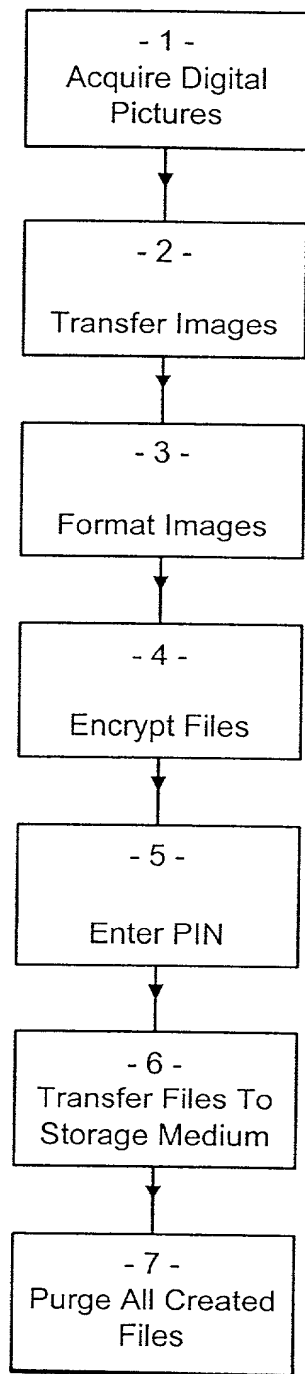 - 1 -
Acquire Digital
Pictures
- 2 -
Transfer Images
- 3 -
Format Images
- 4 -
Encrypt Files
- 5 -
Enter PIN
- 6 -
Transfer Files To
Storage Medium
- 7 -
Purge All Created
Files